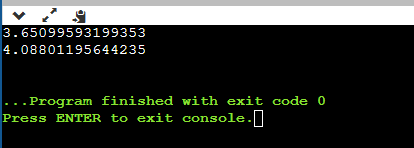 3.65099593199353
4.08801195644235
...Program finished with exit code 0
Press ENTER to exit console.